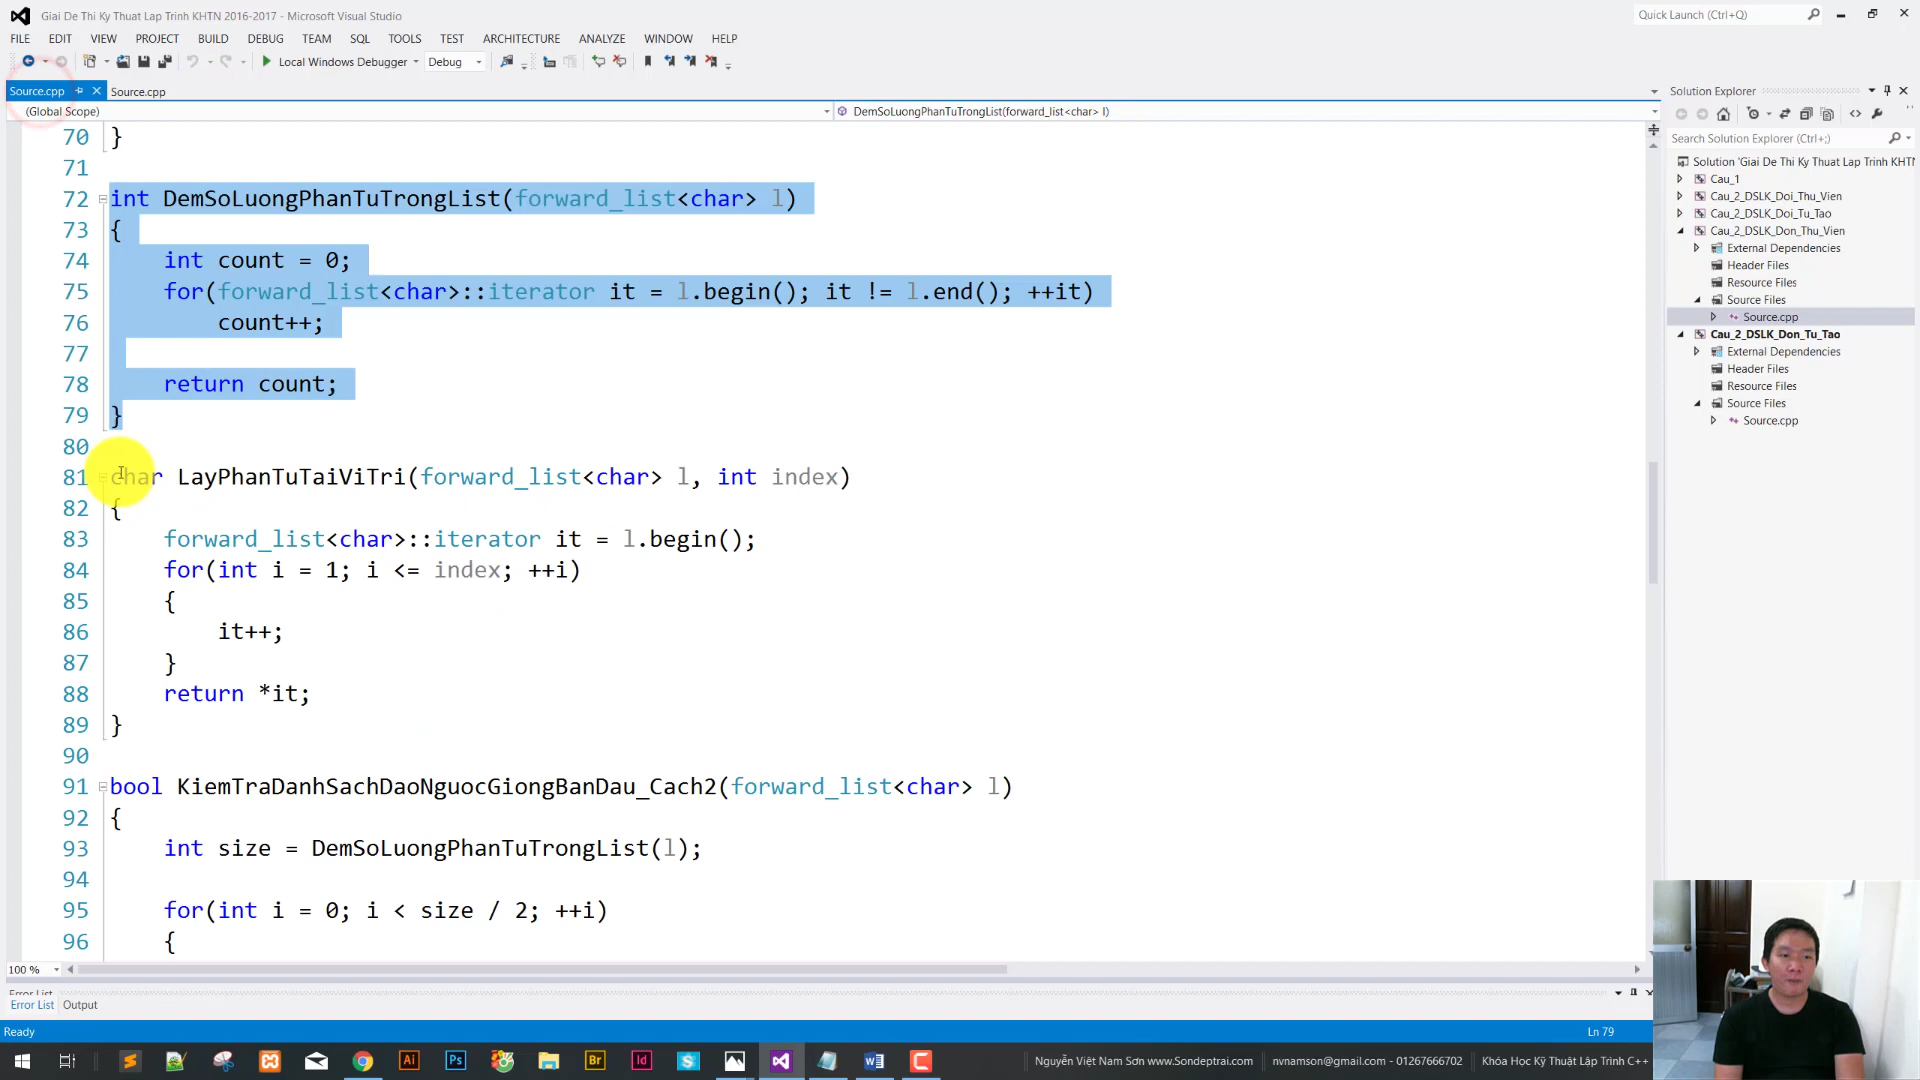 Giai De Thi Ky Thuat Lap Trinh KHTN 2016-2017 - Microsoft Visual Studio
Quick Launch (Ctrl+Q)
FILE EDIT VIEW PROJECT BUILD DEBUG TEAM SQL TOOLS TEST ARCHITECTURE ANALYZE WINDOW HELP
Local Windows Debugger Debug
Source.cpp Source.cpp
(Global Scope) DemSoLuongPhanTuTrongList(forward_list<char> l)
70 }
71
72 int DemSoLuongPhanTuTrongList(forward_list<char> l)
73 {
74 int count = 0;
75 for(forward_list<char>::iterator it = l.begin(); it != l.end(); ++it)
76 count++;
77
78 return count;
79 }
80
81 char LayPhanTuTaiViTri(forward_list<char> l, int index)
82 {
83 forward_list<char>::iterator it = l.begin();
84 for(int i = 1; i <= index; ++i)
85 {
86 it++;
87 }
88 return *it;
89 }
90
91 bool KiemTraDanhSachDaoNguocGiongBanDau_Cach2(forward_list<char> l)
92 {
93 int size = DemSoLuongPhanTuTrongList(l);
94
95 for(int i = 0; i < size / 2; ++i)
96 {
100 %
Error List
Error List Output
Ready
Ln 79
Solution Explorer
Search Solution Explorer (Ctrl+;)
Solution 'Giai De Thi Ky Thuat Lap Trinh KHTN
Cau_1
Cau_2_DSLK_Doi_Thu_Vien
Cau_2_DSLK_Doi_Tu_Tao
Cau_2_DSLK_Don_Thu_Vien
External Dependencies
Header Files
Resource Files
Source Files
Source.cpp
Cau_2_DSLK_Don_Tu_Tao
External Dependencies
Header Files
Resource Files
Source Files
Source.cpp
Ai Ps Br Id
Nguyễn Việt Nam Sơn www.Sondeptrai.com nvnamson@gmail.com - 01267666702 Khóa Học Kỹ Thuật Lập Trình C++